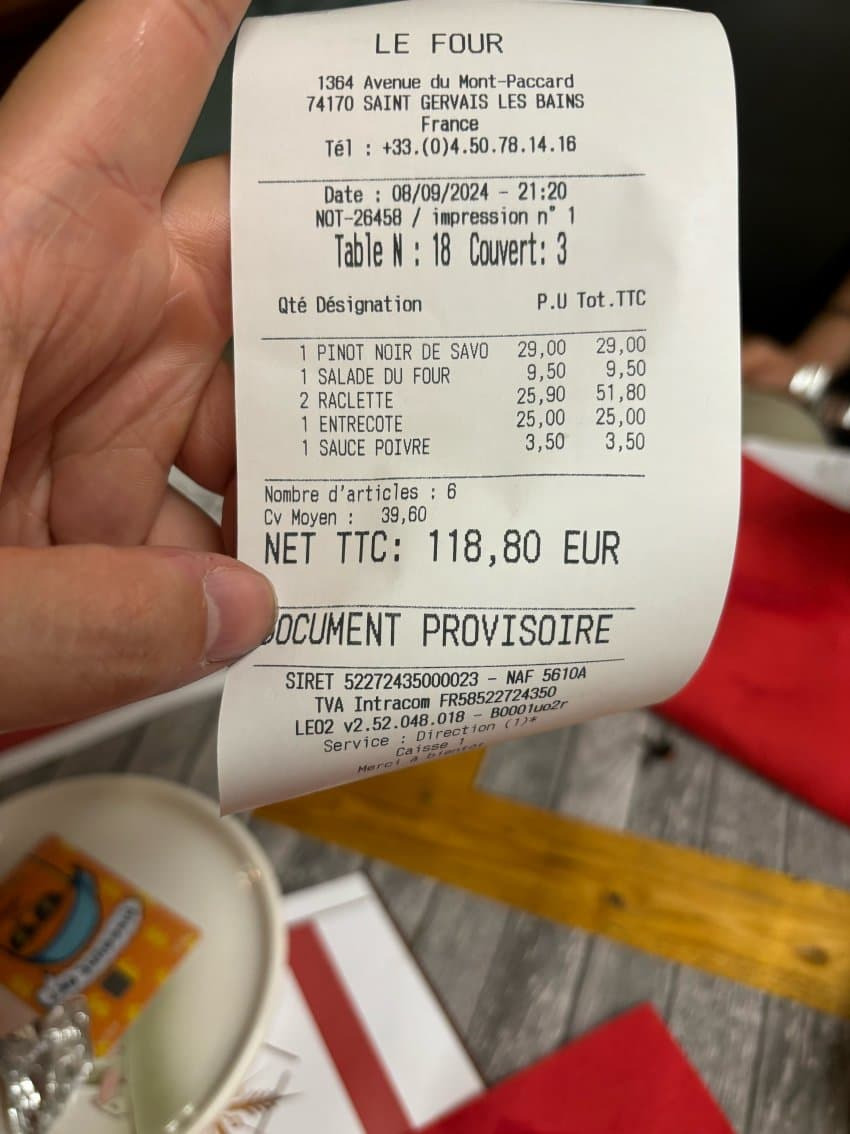 LE FOUR
1364 Avenue du Mont-Paccard
74170 SAINT GERVAIS LES BAINS
France
Tél : +33.(0)4.50.78.14.16
Date : 08/09/2024 - 21:20
NOT-26458 / impression n° 1
Table N : 18 Couvert: 3
Qté Désignation P.U Tot.TTC
1 PINOT NOIR DE SAVO 29,00 29,00
1 SALADE DU FOUR 9,50 9,50
2 RACLETTE 25,90 51,80
1 ENTRECOTE 25,00 25,00
1 SAUCE POIVRE 3,50 3,50
Nombre d'articles : 6
Cv Moyen : 39,60
NET TTC: 118,80 EUR
DOCUMENT PROVISOIRE
SIRET 52272435000023 - NAF 5610A
TVA Intracom FR58522724350
LEO2 v2.52.048.018 - B0001uo2r
Service : Direction (1)*
Caisse 1
Merci à bientôt